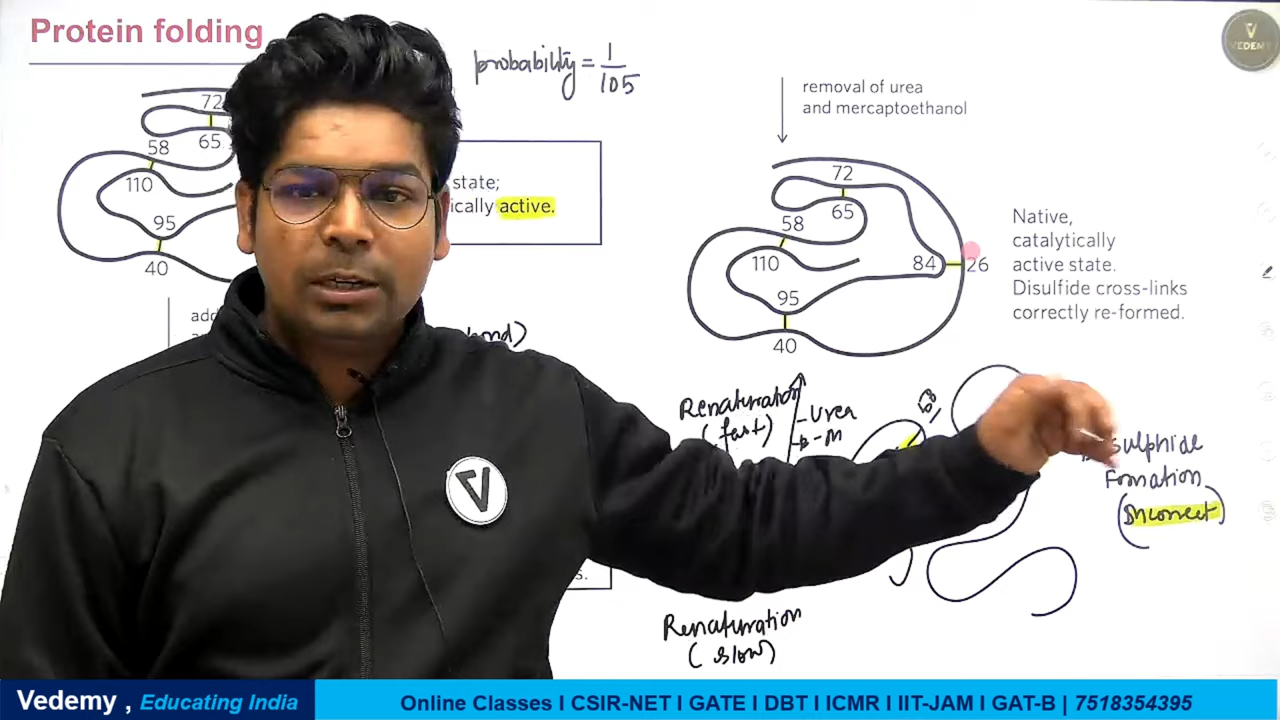 Protein folding
probability = 1/105
VEDEMY
removal of urea
and mercaptoethanol
72
65
58
110
95
40
state;
ically active.
72
65
58
110
84
26
95
40
Native,
catalytically
active state.
Disulfide cross-links
correctly re-formed.
add
bond)
Renaturation
(fast)
-Urea
-β-M
sulphide
Formation
(Incorrect)
s.
Renaturation
(slow)
Vedemy , Educating India
Online Classes I CSIR-NET I GATE I DBT I ICMR I IIT-JAM I GAT-B | 7518354395